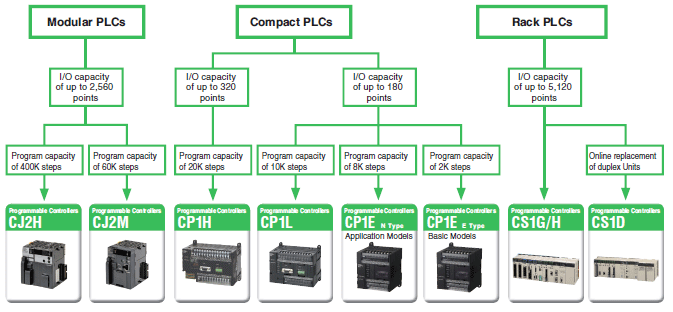 Modular PLCs
Compact PLCs
Rack PLCs
I/O capacity
of up to 2,560
points
I/O capacity
of up to 320
points
I/O capacity
of up to 180
points
I/O capacity
of up to 5,120
points
Program capacity
of 400K steps
Program capacity
of 60K steps
Program capacity
of 20K steps
Program capacity
of 10K steps
Program capacity
of 8K steps
Program capacity
of 2K steps
Online replacement
of duplex Units
Programmable Controllers
CJ2H
Programmable Controllers
CJ2M
Programmable Controllers
CP1H
Programmable Controllers
CP1L
Programmable Controllers
CP1E N Type
Application Models
Programmable Controllers
CP1E E Type
Basic Models
Programmable Controllers
CS1G/H
Programmable Controllers
CS1D